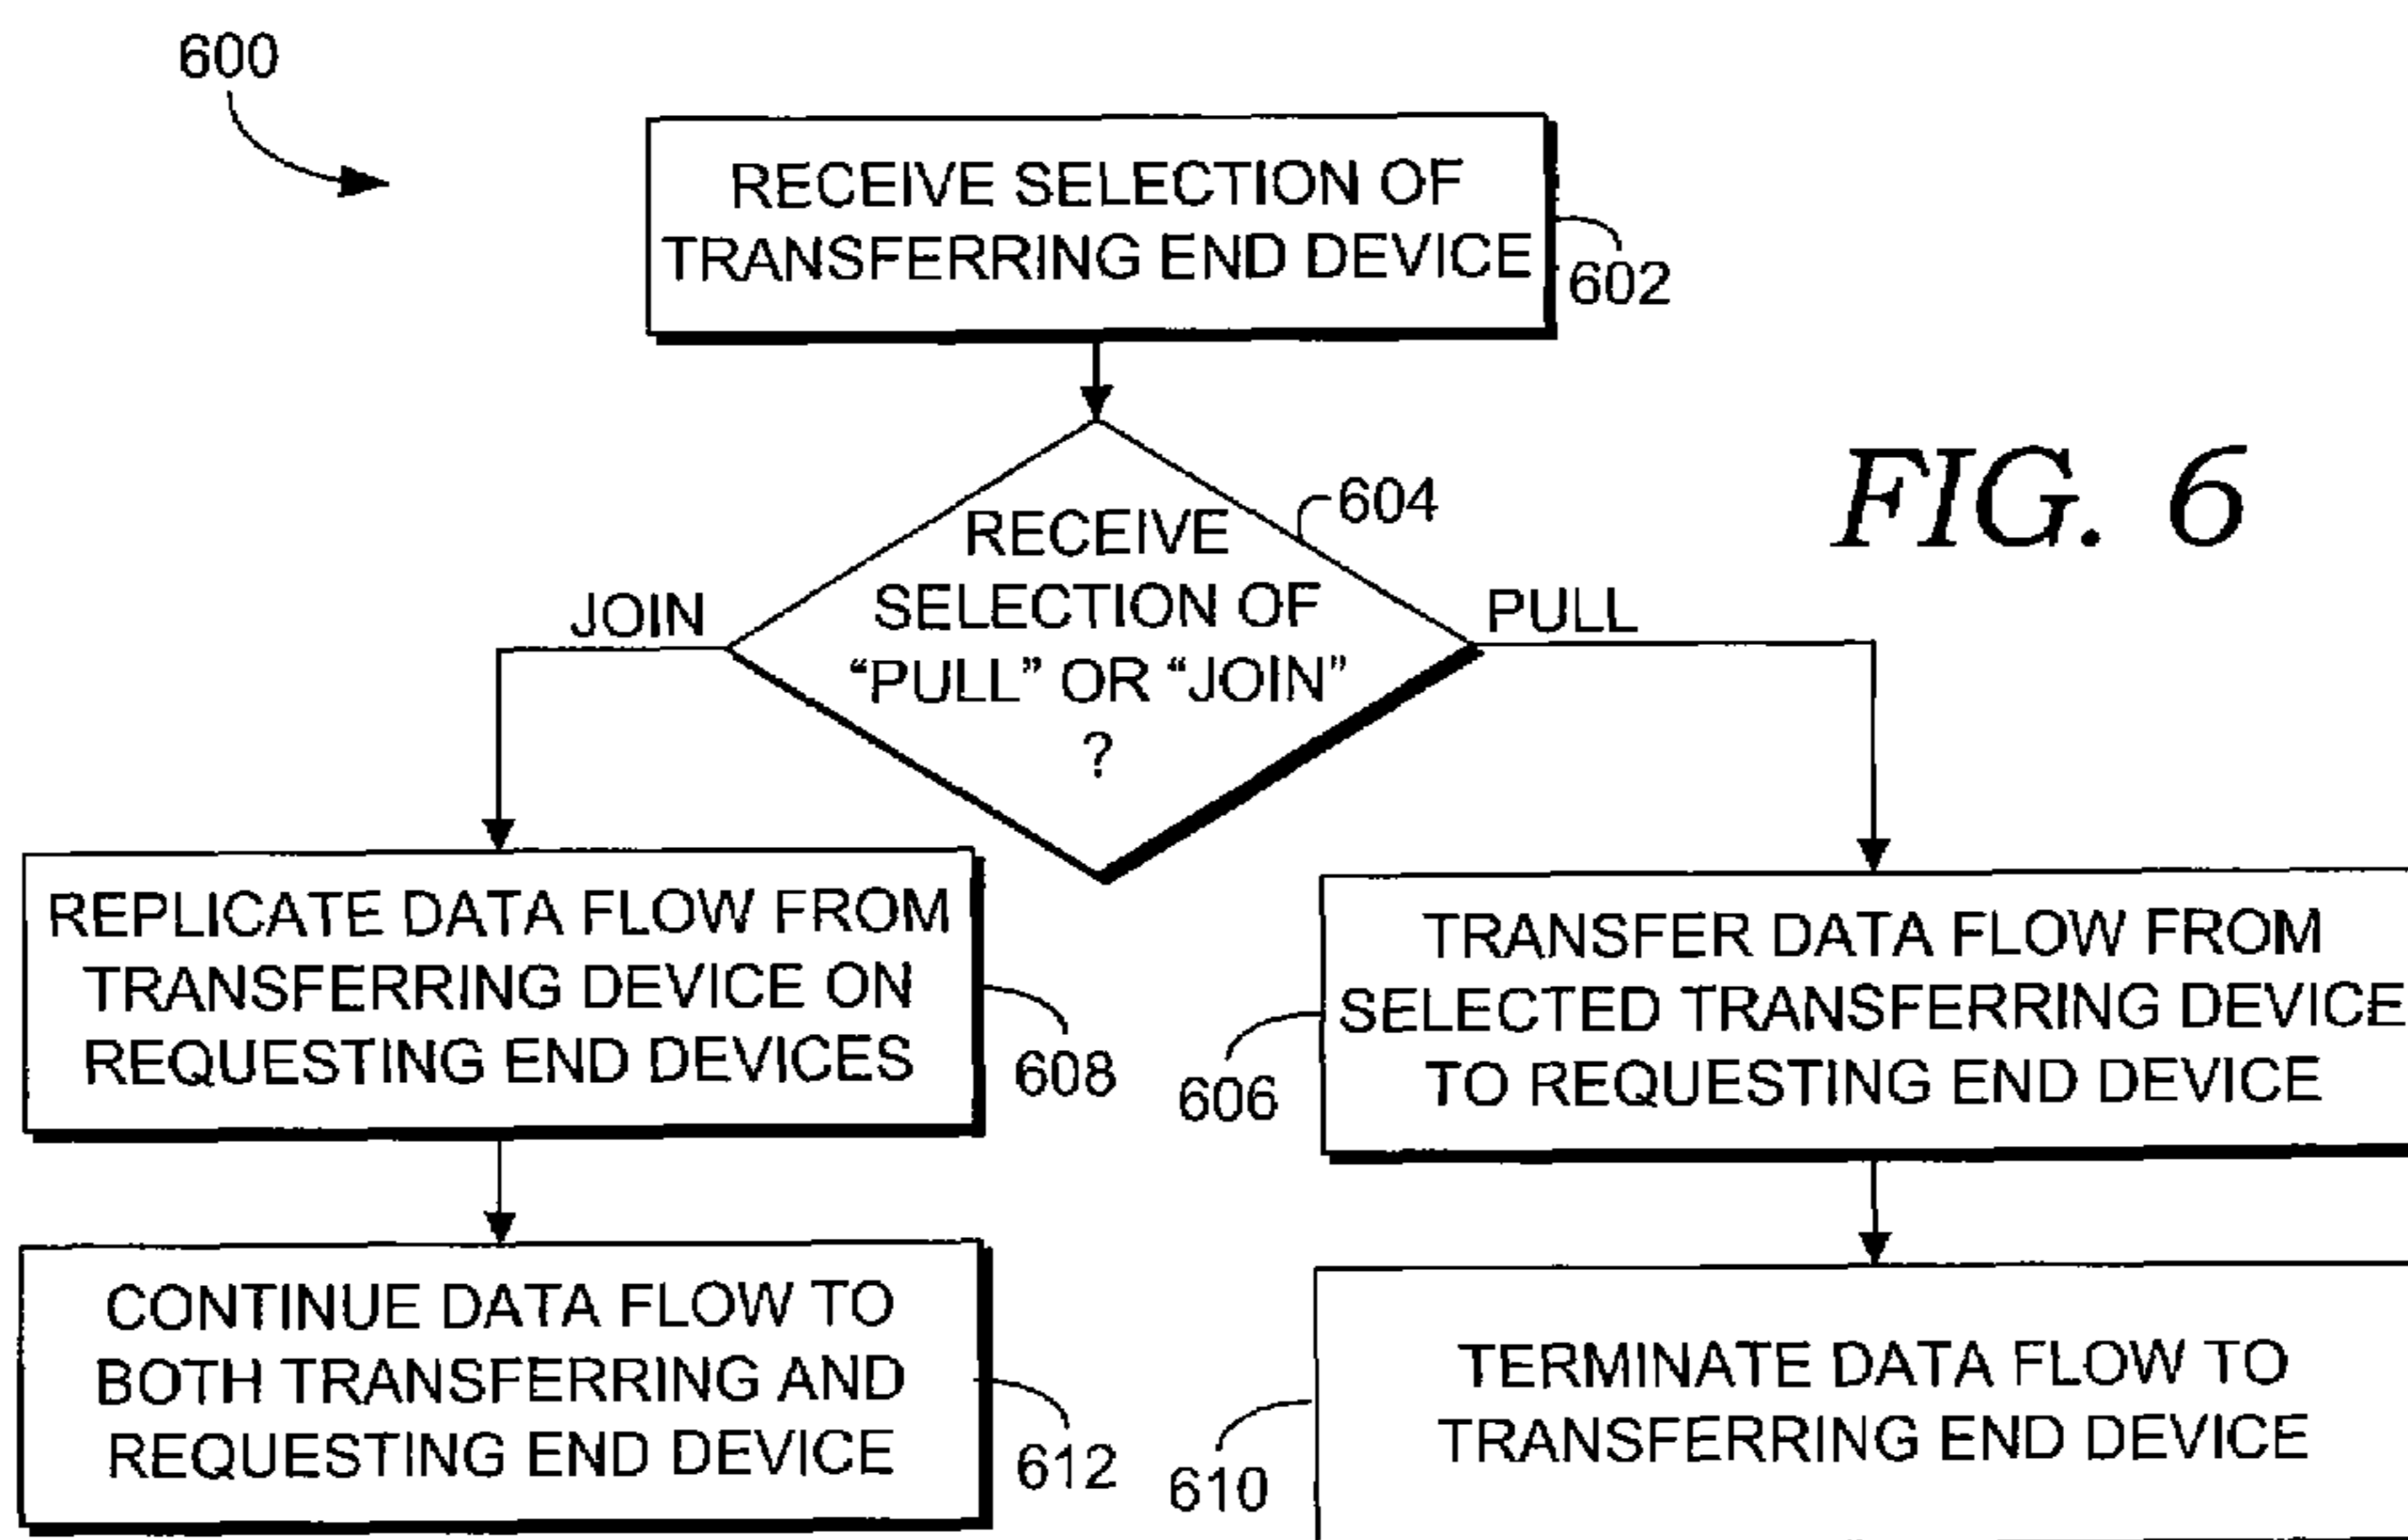 600
RECEIVE SELECTION OF
TRANSFERRING END DEVICE
602
FIG. 6
604
RECEIVE
SELECTION OF
“PULL” OR “JOIN”
?
JOIN
PULL
REPLICATE DATA FLOW FROM
TRANSFERRING DEVICE ON
REQUESTING END DEVICES
608
TRANSFER DATA FLOW FROM
SELECTED TRANSFERRING DEVICE
TO REQUESTING END DEVICE
606
CONTINUE DATA FLOW TO
BOTH TRANSFERRING AND
REQUESTING END DEVICE
612
TERMINATE DATA FLOW TO
TRANSFERRING END DEVICE
610